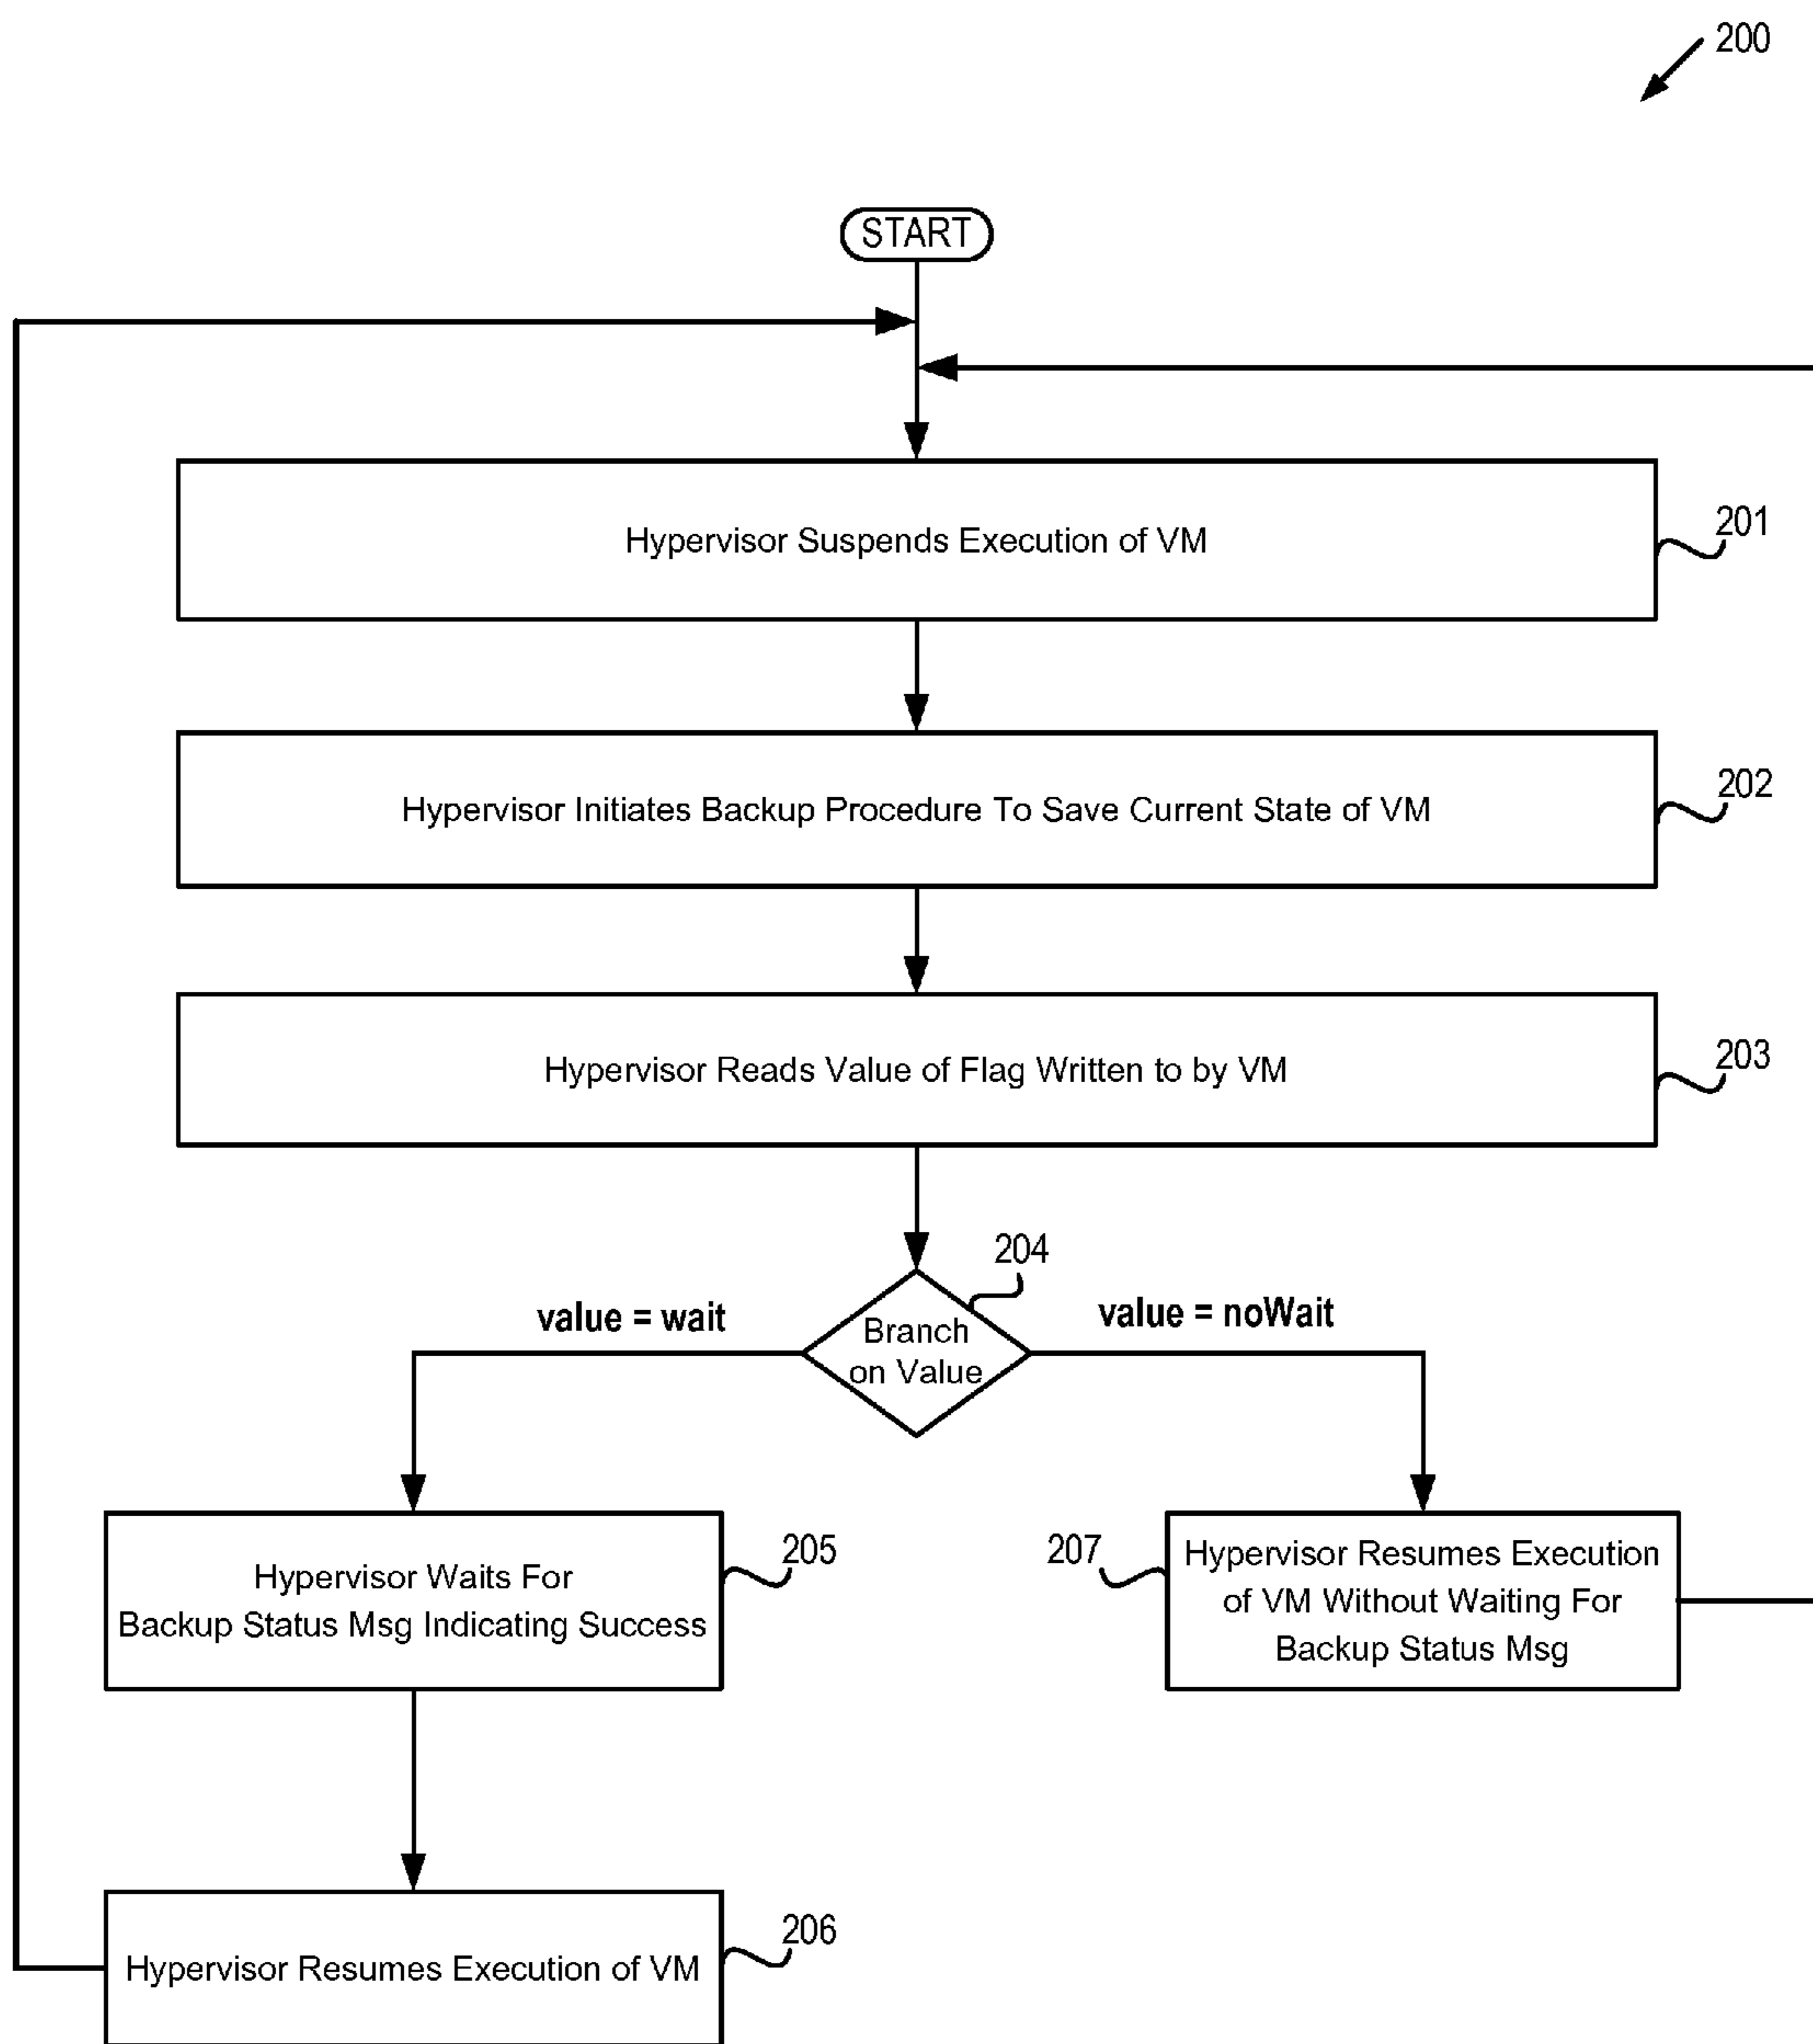 200
START
Hypervisor Suspends Execution of VM
201
Hypervisor Initiates Backup Procedure To Save Current State of VM
202
Hypervisor Reads Value of Flag Written to by VM
203
204
value = wait
value = noWait
Branch
on Value
Hypervisor Waits For
Backup Status Msg Indicating Success
205
207
Hypervisor Resumes Execution
of VM Without Waiting For
Backup Status Msg
Hypervisor Resumes Execution of VM
206